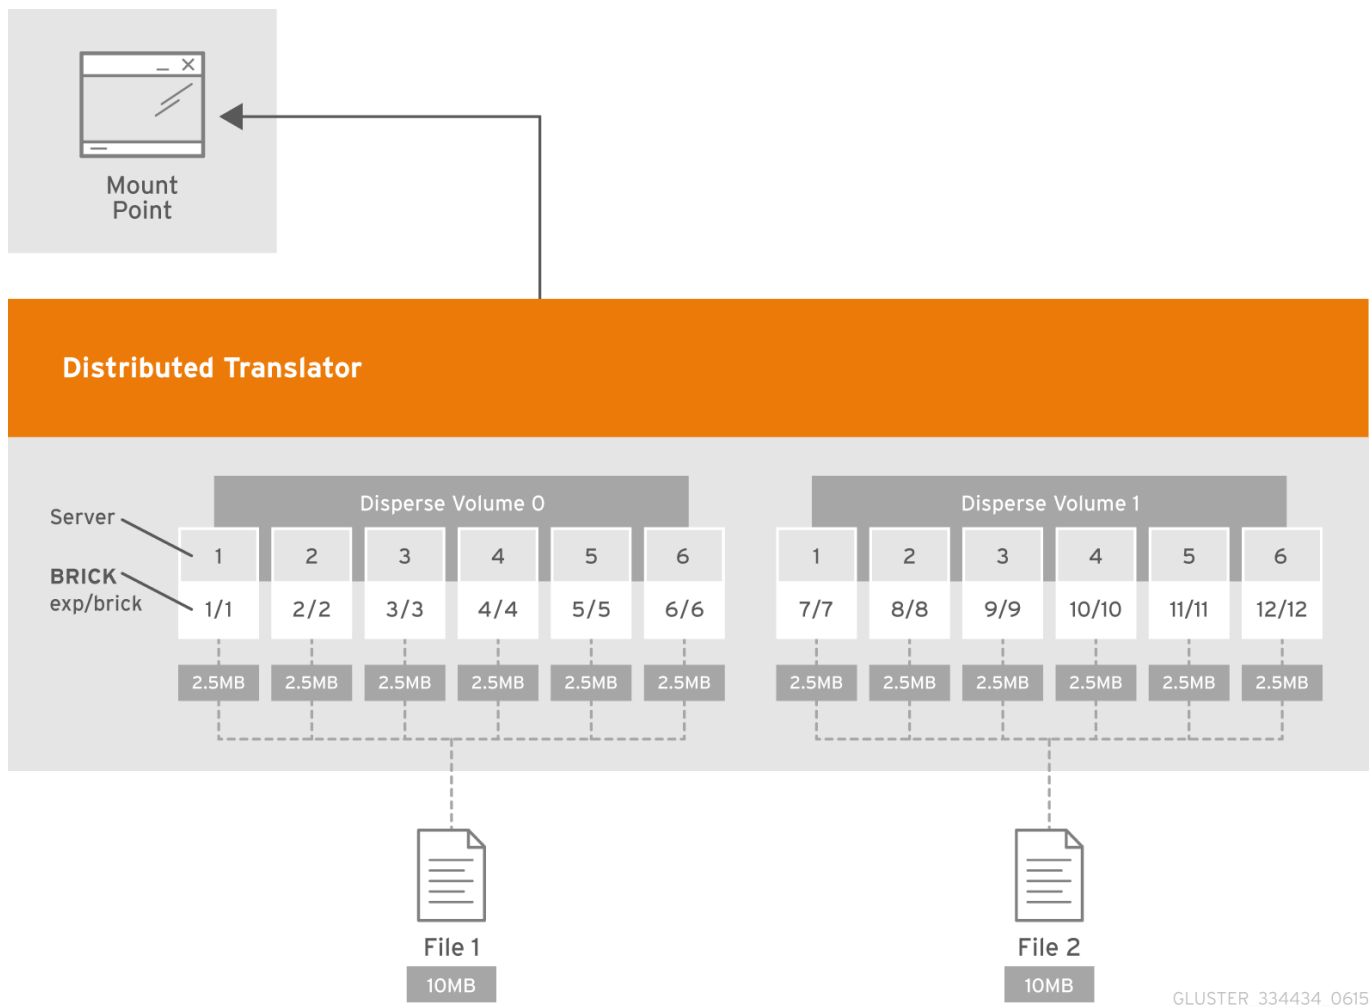 Mount
Point
Distributed Translator
Disperse Volume 0
Disperse Volume 1
Server
1 2 3 4 5 6 1 2 3 4 5 6
BRICK
exp/brick
1/1 2/2 3/3 4/4 5/5 6/6 7/7 8/8 9/9 10/10 11/11 12/12
2.5MB 2.5MB 2.5MB 2.5MB 2.5MB 2.5MB 2.5MB 2.5MB 2.5MB 2.5MB 2.5MB 2.5MB
File 1
10MB
File 2
10MB
GLUSTER_334434_0615